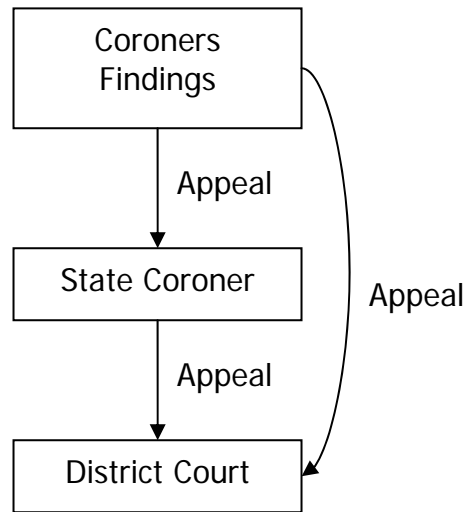 Coroners
Findings
Appeal
State Coroner
Appeal
Appeal
District Court